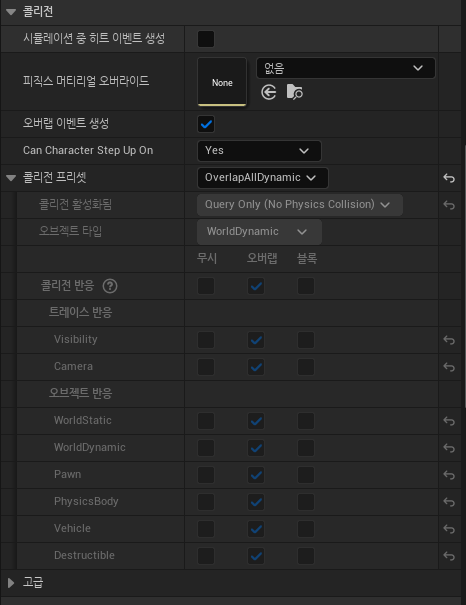 콜리전
시뮬레이션 중 히트 이벤트 생성
피직스 머티리얼 오버라이드
None
없음
오버랩 이벤트 생성
Can Character Step Up On
Yes
콜리전 프리셋
OverlapAllDynamic
콜리전 활성화됨
Query Only (No Physics Collision)
오브젝트 타입
WorldDynamic
무시 오버랩 블록
콜리전 반응 ?
트레이스 반응
Visibility
Camera
오브젝트 반응
WorldStatic
WorldDynamic
Pawn
PhysicsBody
Vehicle
Destructible
고급